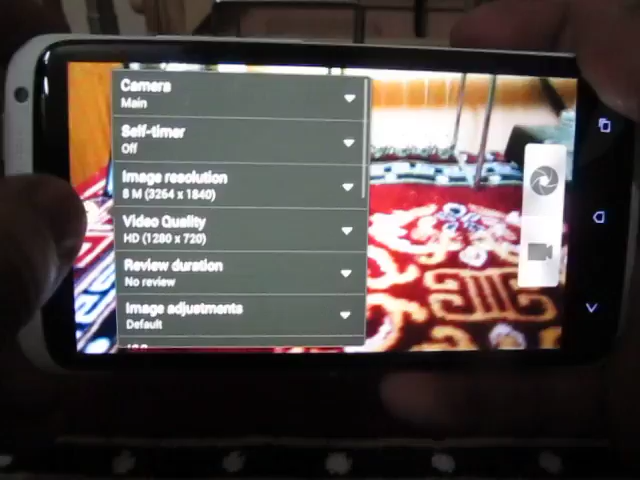 Camera
Main
Self-timer
Off
Image resolution
8 M (3264 x 1840)
Video Quality
HD (1280 x 720)
Review duration
No review
Image adjustments
Default